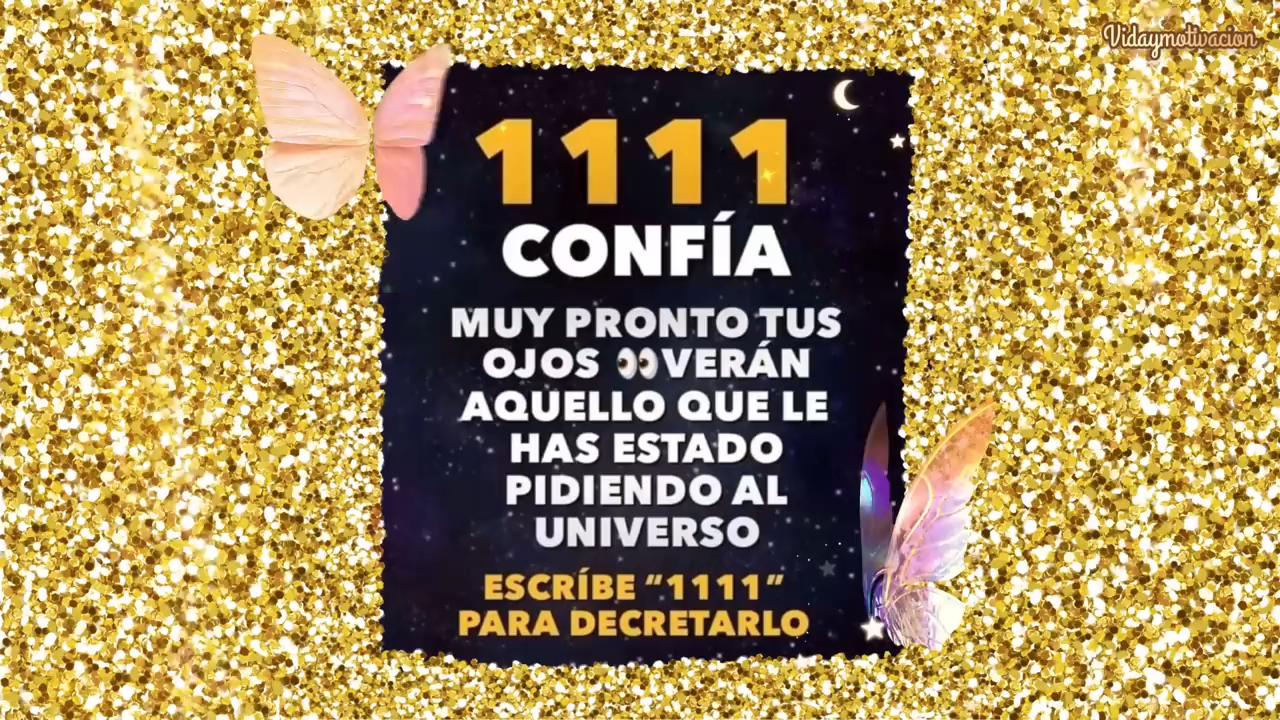 Vidaymotivacion
1111
CONFÍA
MUY PRONTO TUS
OJOS 👀VERÁN
AQUELLO QUE LE
HAS ESTADO
PIDIENDO AL
UNIVERSO
ESCRÍBE “1111”
PARA DECRETARLO